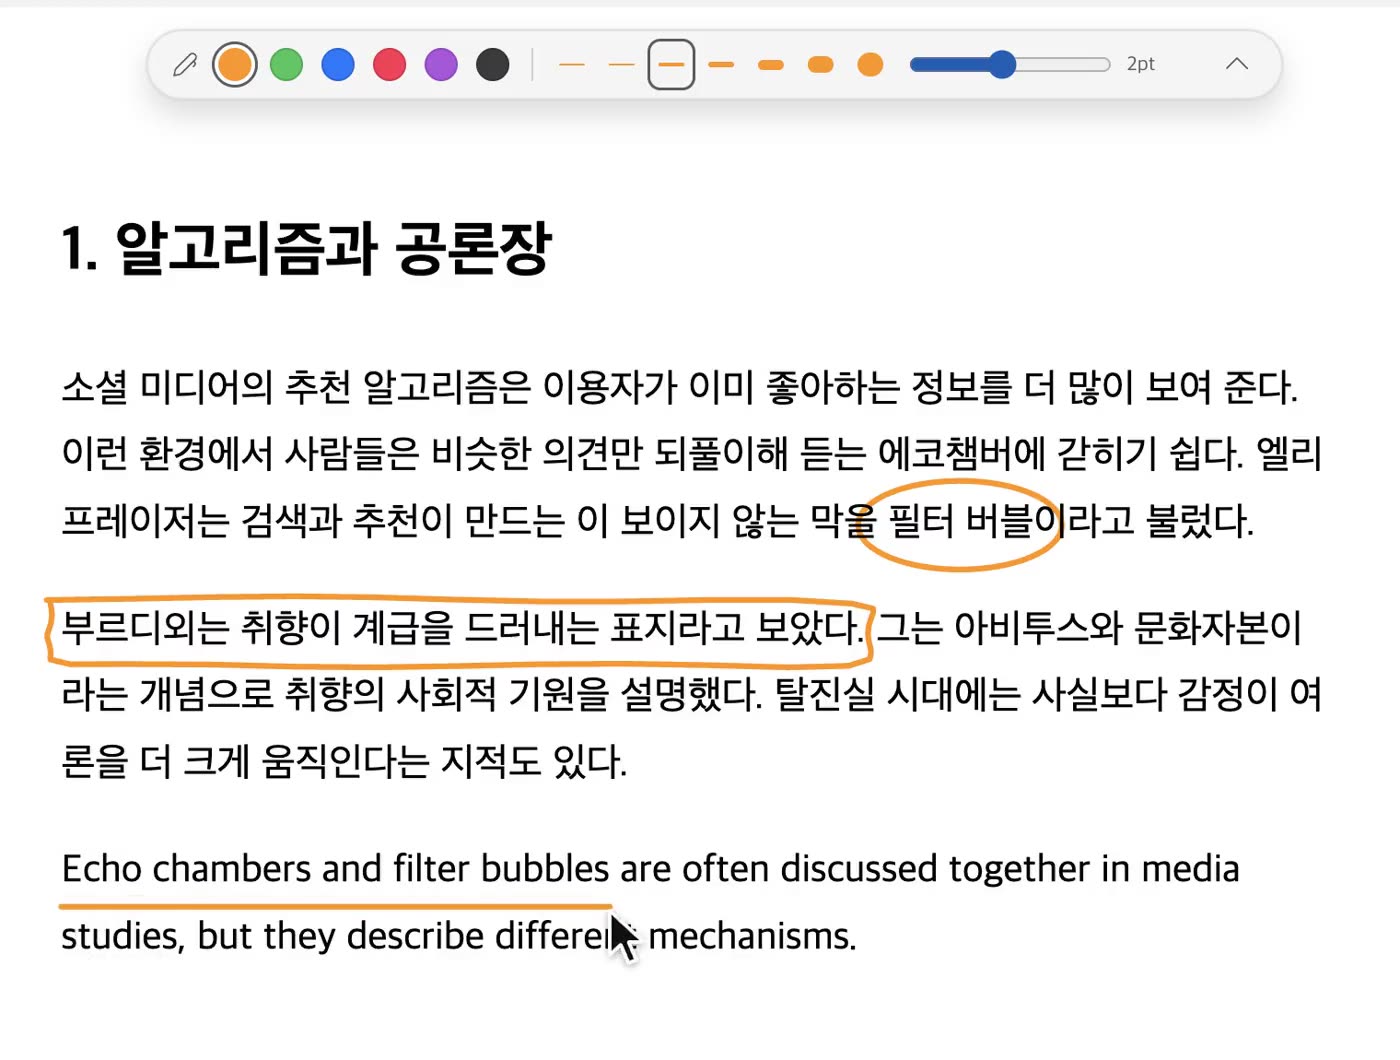 2pt
1. 알고리즘과 공론장
소셜 미디어의 추천 알고리즘은 이용자가 이미 좋아하는 정보를 더 많이 보여 준다.
이런 환경에서 사람들은 비슷한 의견만 되풀이해 듣는 에코챔버에 갇히기 쉽다. 엘리
프레이저는 검색과 추천이 만드는 이 보이지 않는 막을 필터 버블이라고 불렀다.
부르디외는 취향이 계급을 드러내는 표지라고 보았다. 그는 아비투스와 문화자본이
라는 개념으로 취향의 사회적 기원을 설명했다. 탈진실 시대에는 사실보다 감정이 여
론을 더 크게 움직인다는 지적도 있다.
Echo chambers and filter bubbles are often discussed together in media
studies, but they describe different mechanisms.